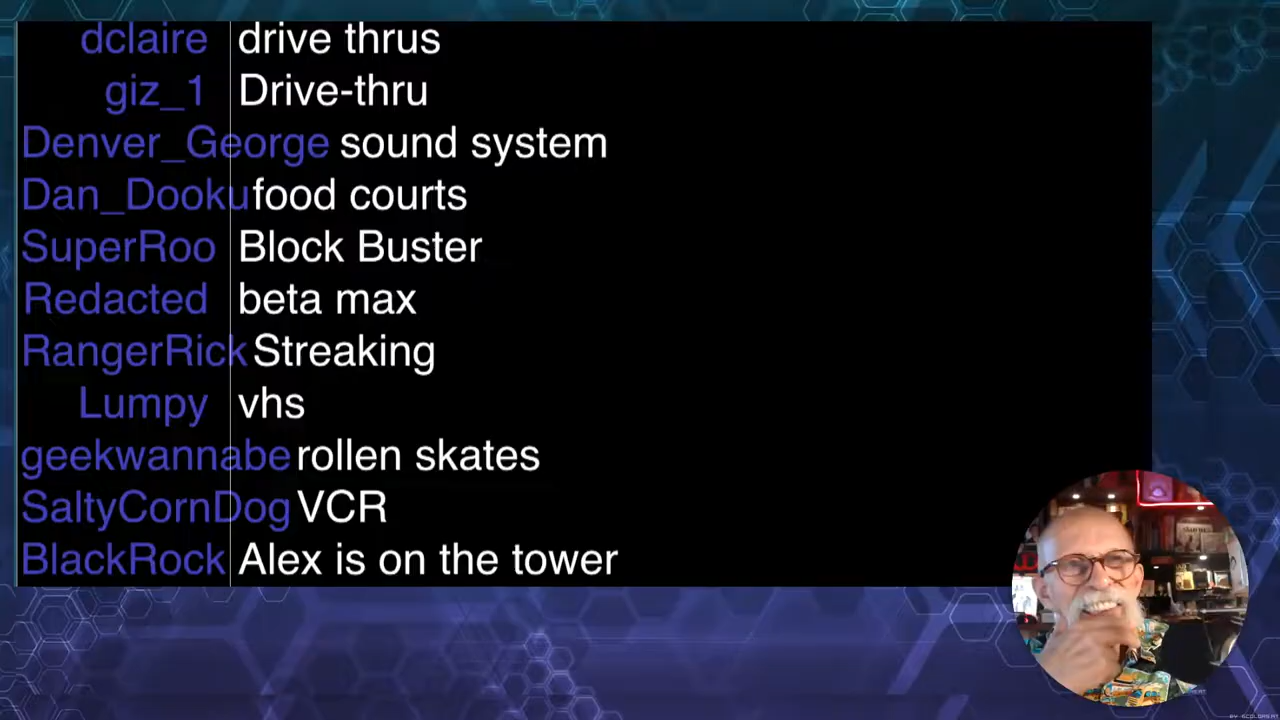 dclaire drive thrus
giz_1 Drive-thru
Denver_George sound system
Dan_Dooku food courts
SuperRoo Block Buster
Redacted beta max
RangerRick Streaking
Lumpy vhs
geekwannabe rollen skates
SaltyCornDog VCR
BlackRock Alex is on the tower